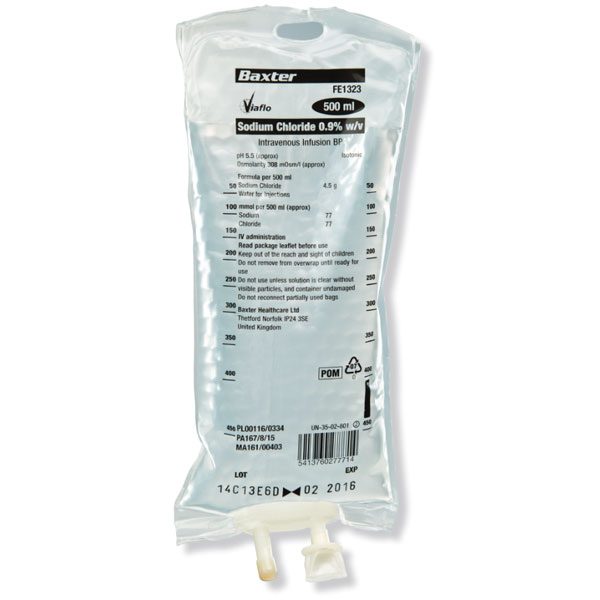 Baxter
FE1323
Viaflo
500 ml
Sodium Chloride 0.9% w/v
Intravenous Infusion BP
pH 5.5 (approx) Isotonic
Osmolarity 308 mOsm/l (approx)
Formula per 500 ml
50 Sodium Chloride 4.5 g 50
Water for Injections
100 mmol per 500 ml (approx) 100
Sodium 77
Chloride 77
150 150
IV administration
Read package leaflet before use
200 Keep out of the reach and sight of children 200
Do not remove from overwrap until ready for
use
250 Do not use unless solution is clear without 250
visible particles, and container undamaged
Do not reconnect partially used bags
300 300
Baxter Healthcare Ltd
Thetford Norfolk IP24 3SE
United Kingdom
350 350
POM 07
0
400 400
450 PL00116/0334 UN-35-02-801 2 450
PA167/8/15
MA161/00403
5413760277714
LOT EXP
14C13E6D 02 2016